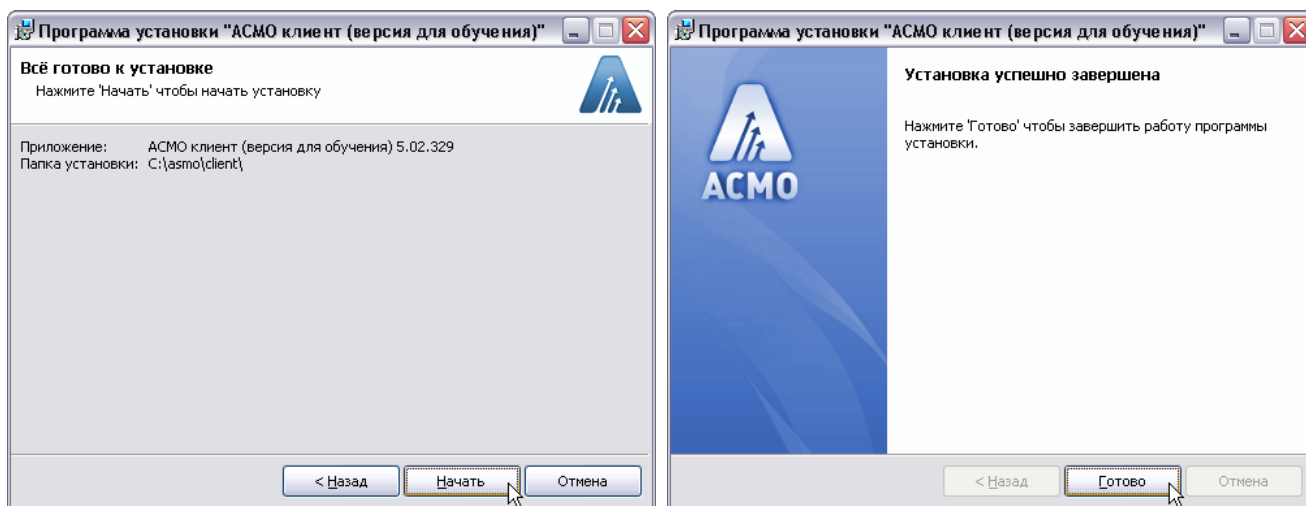 Программа установки "АСМО клиент (версия для обучения)"
Всё готово к установке
Нажмите 'Начать' чтобы начать установку
Приложение: АСМО клиент (версия для обучения) 5.02.329
Папка установки: C:\asmo\client\
< Назад
Начать
Отмена
Программа установки "АСМО клиент (версия для обучения)"
АСМО
Установка успешно завершена
Нажмите 'Готово' чтобы завершить работу программы
установки.
< Назад
Готово
Отмена